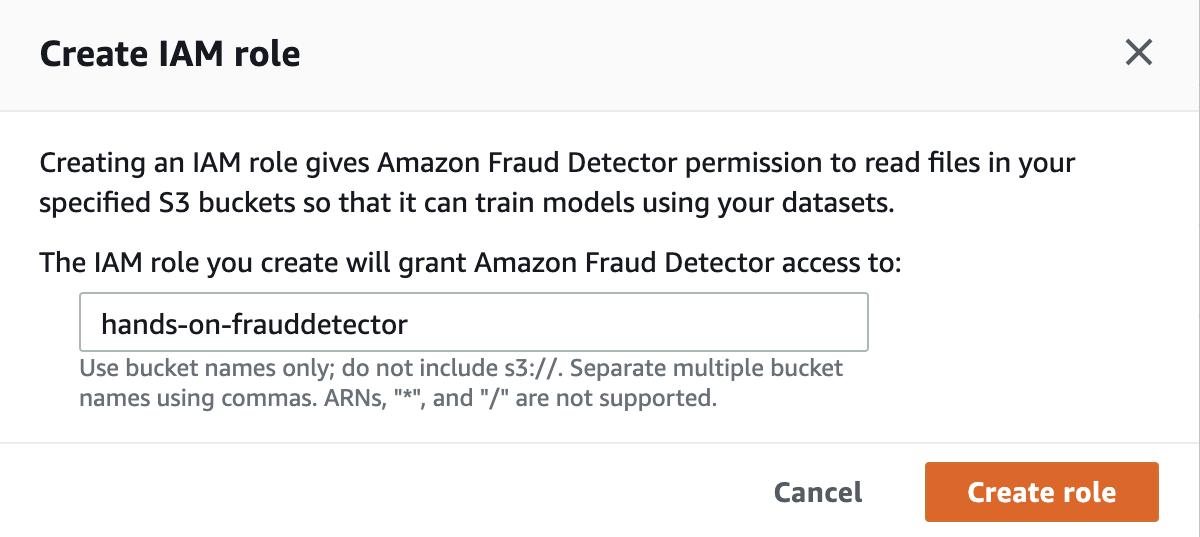 Create IAM role
Creating an IAM role gives Amazon Fraud Detector permission to read files in your
specified S3 buckets so that it can train models using your datasets.
The IAM role you create will grant Amazon Fraud Detector access to:
hands-on-frauddetector
Use bucket names only; do not include s3://. Separate multiple bucket
names using commas. ARNs, "*", and "/" are not supported.
Cancel
Create role